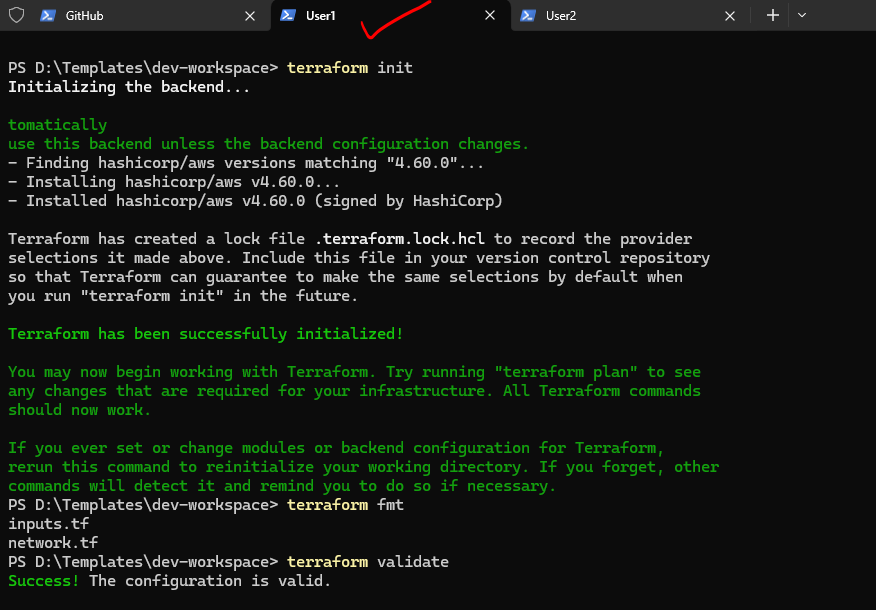 GitHub
User1
User2
PS D:\Templates\dev-workspace> terraform init
Initializing the backend...
tomatically
use this backend unless the backend configuration changes.
- Finding hashicorp/aws versions matching "4.60.0"...
- Installing hashicorp/aws v4.60.0...
- Installed hashicorp/aws v4.60.0 (signed by HashiCorp)
Terraform has created a lock file .terraform.lock.hcl to record the provider
selections it made above. Include this file in your version control repository
so that Terraform can guarantee to make the same selections by default when
you run "terraform init" in the future.
Terraform has been successfully initialized!
You may now begin working with Terraform. Try running "terraform plan" to see
any changes that are required for your infrastructure. All Terraform commands
should now work.
If you ever set or change modules or backend configuration for Terraform,
rerun this command to reinitialize your working directory. If you forget, other
commands will detect it and remind you to do so if necessary.
PS D:\Templates\dev-workspace> terraform fmt
inputs.tf
network.tf
PS D:\Templates\dev-workspace> terraform validate
Success! The configuration is valid.